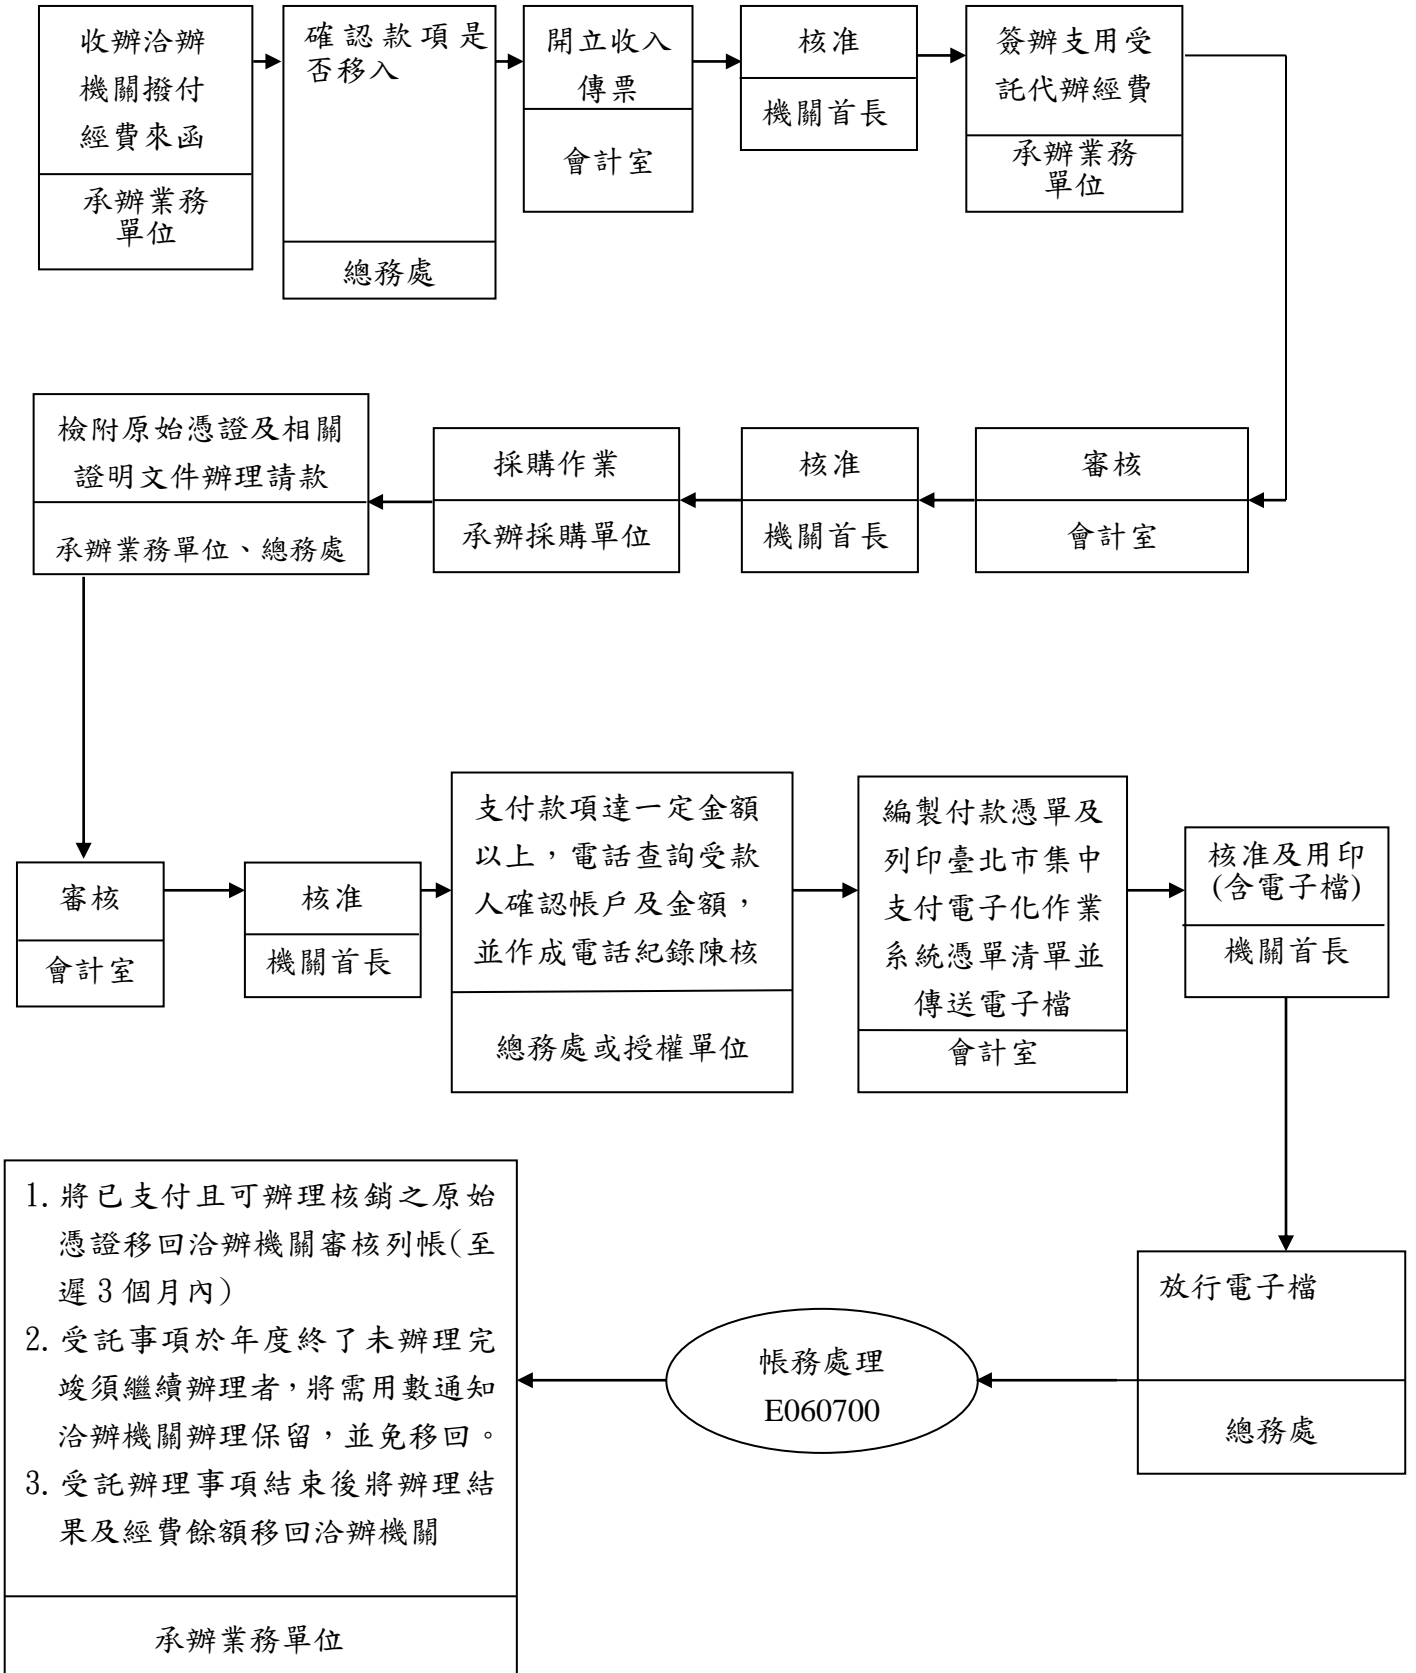 收辦洽辦
機關撥付
經費來函
承辦業務
單位
確認款項是
否移入
總務處
開立收入
傳票
會計室
核准
機關首長
簽辦支用受
託代辦經費
承辦業務
單位
審核
會計室
核准
機關首長
採購作業
承辦採購單位
檢附原始憑證及相關
證明文件辦理請款
承辦業務單位、總務處
審核
會計室
核准
機關首長
支付款項達一定金額
以上，電話查詢受款
人確認帳戶及金額，
並作成電話紀錄陳核
總務處或授權單位
編製付款憑單及
列印臺北市集中
支付電子化作業
系統憑單清單並
傳送電子檔
會計室
核准及用印
(含電子檔)
機關首長
放行電子檔
總務處
帳務處理
E060700
1. 將已支付且可辦理核銷之原始
憑證移回洽辦機關審核列帳(至
遲 3 個月內)
2. 受託事項於年度終了未辦理完
竣須繼續辦理者，將需用數通知
洽辦機關辦理保留，並免移回。
3. 受託辦理事項結束後將辦理結
果及經費餘額移回洽辦機關
承辦業務單位